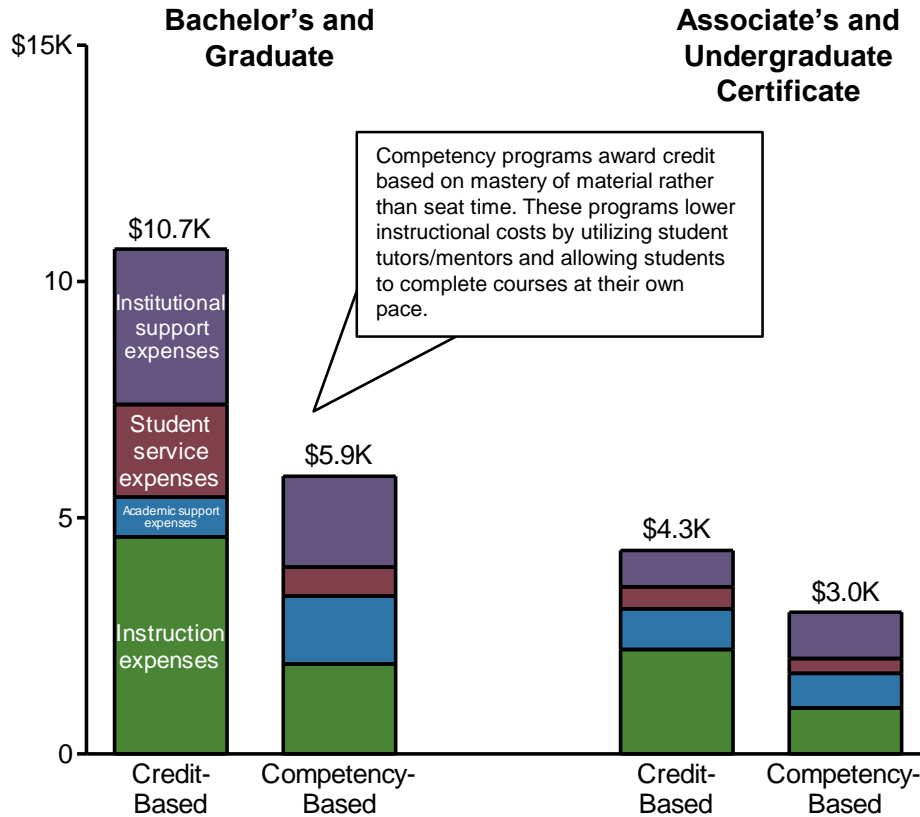 Bachelor’s and
Graduate
Associate’s and
Undergraduate
Certificate
$15K
10
5
0
Competency programs award credit
based on mastery of material rather
than seat time. These programs lower
instructional costs by utilizing student
tutors/mentors and allowing students
to complete courses at their own
pace.
$10.7K
Institutional
support
expenses
Student
service
expenses
Academic support
expenses
Instruction
expenses
$5.9K
$4.3K
$3.0K
Credit-
Based
Competency-
Based
Credit-
Based
Competency-
Based